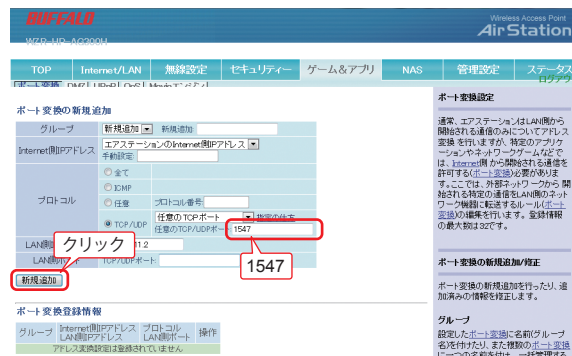 BUFFALO
Wireless Access Point
AirStation
WZR-HP-AG300H
TOP Internet/LAN 無線設定 セキュリティー ゲーム&アプリ NAS 管理設定 ステータス
ポート変換 DMZ UPnP QoS Movieエンジン
ログアウ
ポート変換の新規追加
グループ 新規追加 新規追加:
Internet側IPアドレス エアステーションのInternet側IPアドレス
手動設定:
プロトコル
全て
ICMP
任意 プロトコル番号:
TCP/UDP 任意のTCPポート 指定の仕方
任意のTCP/UDPポート: 1547
LAN側 11.2
LAN側 ポート TCP/UDPポート:
クリック
1547
新規追加
ポート変換登録情報
グループ Internet側IPアドレス プロトコル 操作
LAN側IPアドレス LAN側ポート
アドレス変換設定は登録されていません
ポート変換設定
通常、エアステーションはLAN側から
開始される通信のみについてアドレス
変換を行いますが、特定のアプリケ
ーションやネットワークゲームなどで
は、Internet側から開始される通信を
許可する(ポート変換)必要がありま
す。ここでは、外部ネットワークから開
始される特定の通信をLAN側のネット
ワーク機器に転送するルール(ポート
変換)の編集を行います。登録情報
の最大数は32です。
ポート変換の新規追加/修正
ポート変換の新規追加を行ったり、追
加済みの情報を修正します。
グループ
設定したポート変換に名前(グループ
名)を付けたり、また複数のポート変換
に一つの名前を付け、一括管理する